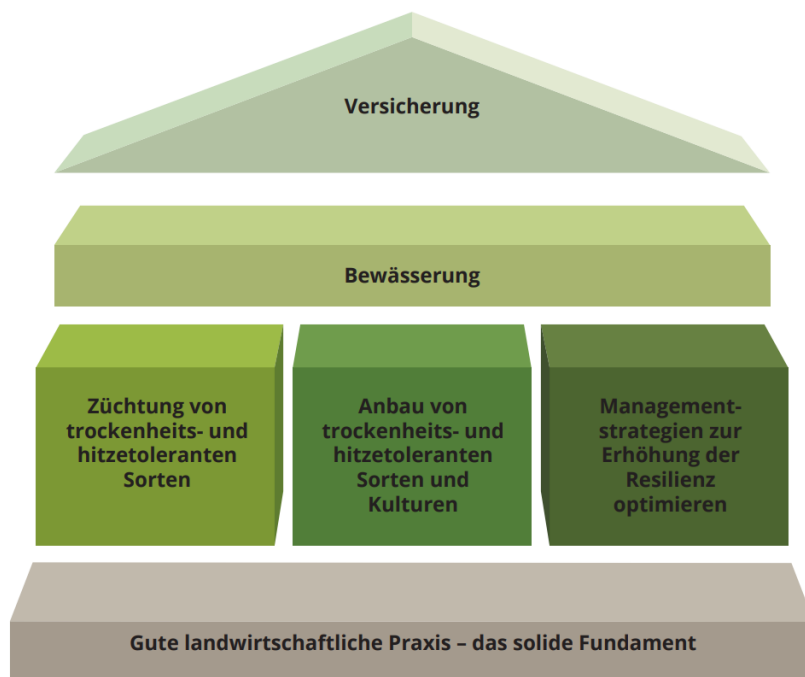 Versicherung
Bewässerung
Züchtung von
trockenheits- und
hitzetoleranten
Sorten
Anbau von
trockenheits- und
hitzetoleranten
Sorten und
Kulturen
Management-
strategien zur
Erhöhung der
Resilienz
optimieren
Gute landwirtschaftliche Praxis – das solide Fundament